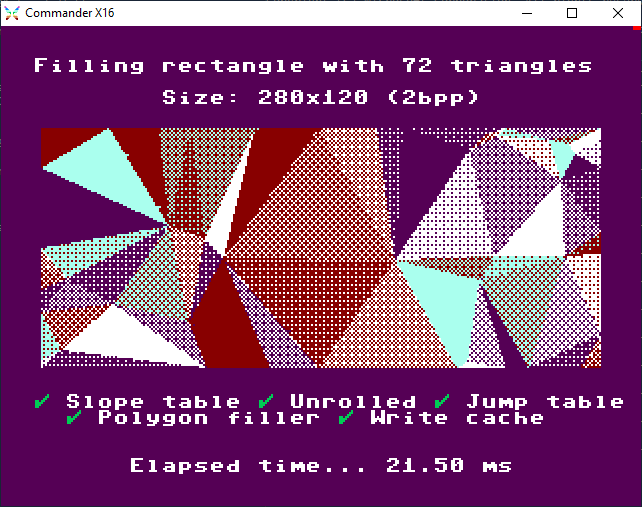 Commander X16
Filling rectangle with 72 triangles
Size: 280x120 (2bpp)
✔ Slope table ✔ Unrolled ✔ Jump table
✔ Polygon filler ✔ Write cache
Elapsed time... 21.50 ms